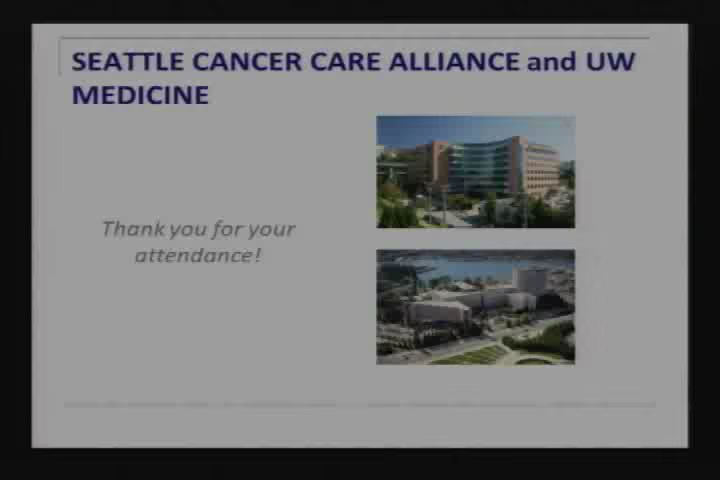 SEATTLE CANCER CARE ALLIANCE and UW
MEDICINE
Thank you for your
attendance!